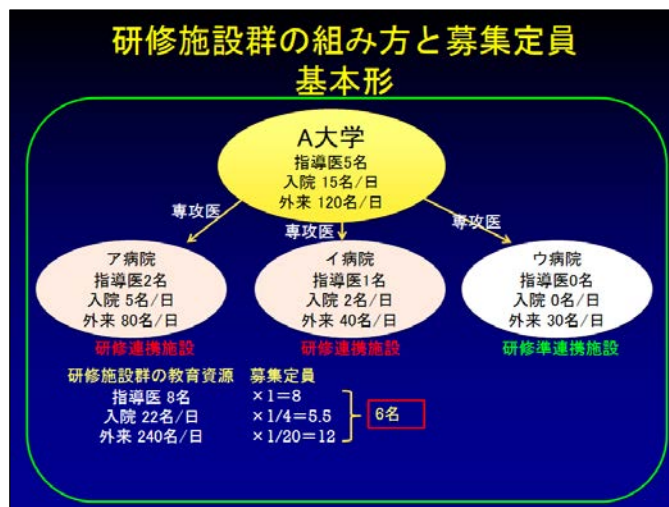 研修施設群の組み方と募集定員
基本形
A大学
指導医5名
入院 15名/日
外来 120名/日
専攻医
専攻医
専攻医
ア病院
指導医2名
入院 5名/日
外来 80名/日
イ病院
指導医1名
入院 2名/日
外来 40名/日
ウ病院
指導医0名
入院 0名/日
外来 30名/日
研修連携施設
研修連携施設
研修準連携施設
研修施設群の教育資源 募集定員
指導医 8名 ×1=8
入院 22名/日 ×1/4=5.5
外来 240名/日 ×1/20=12
6名